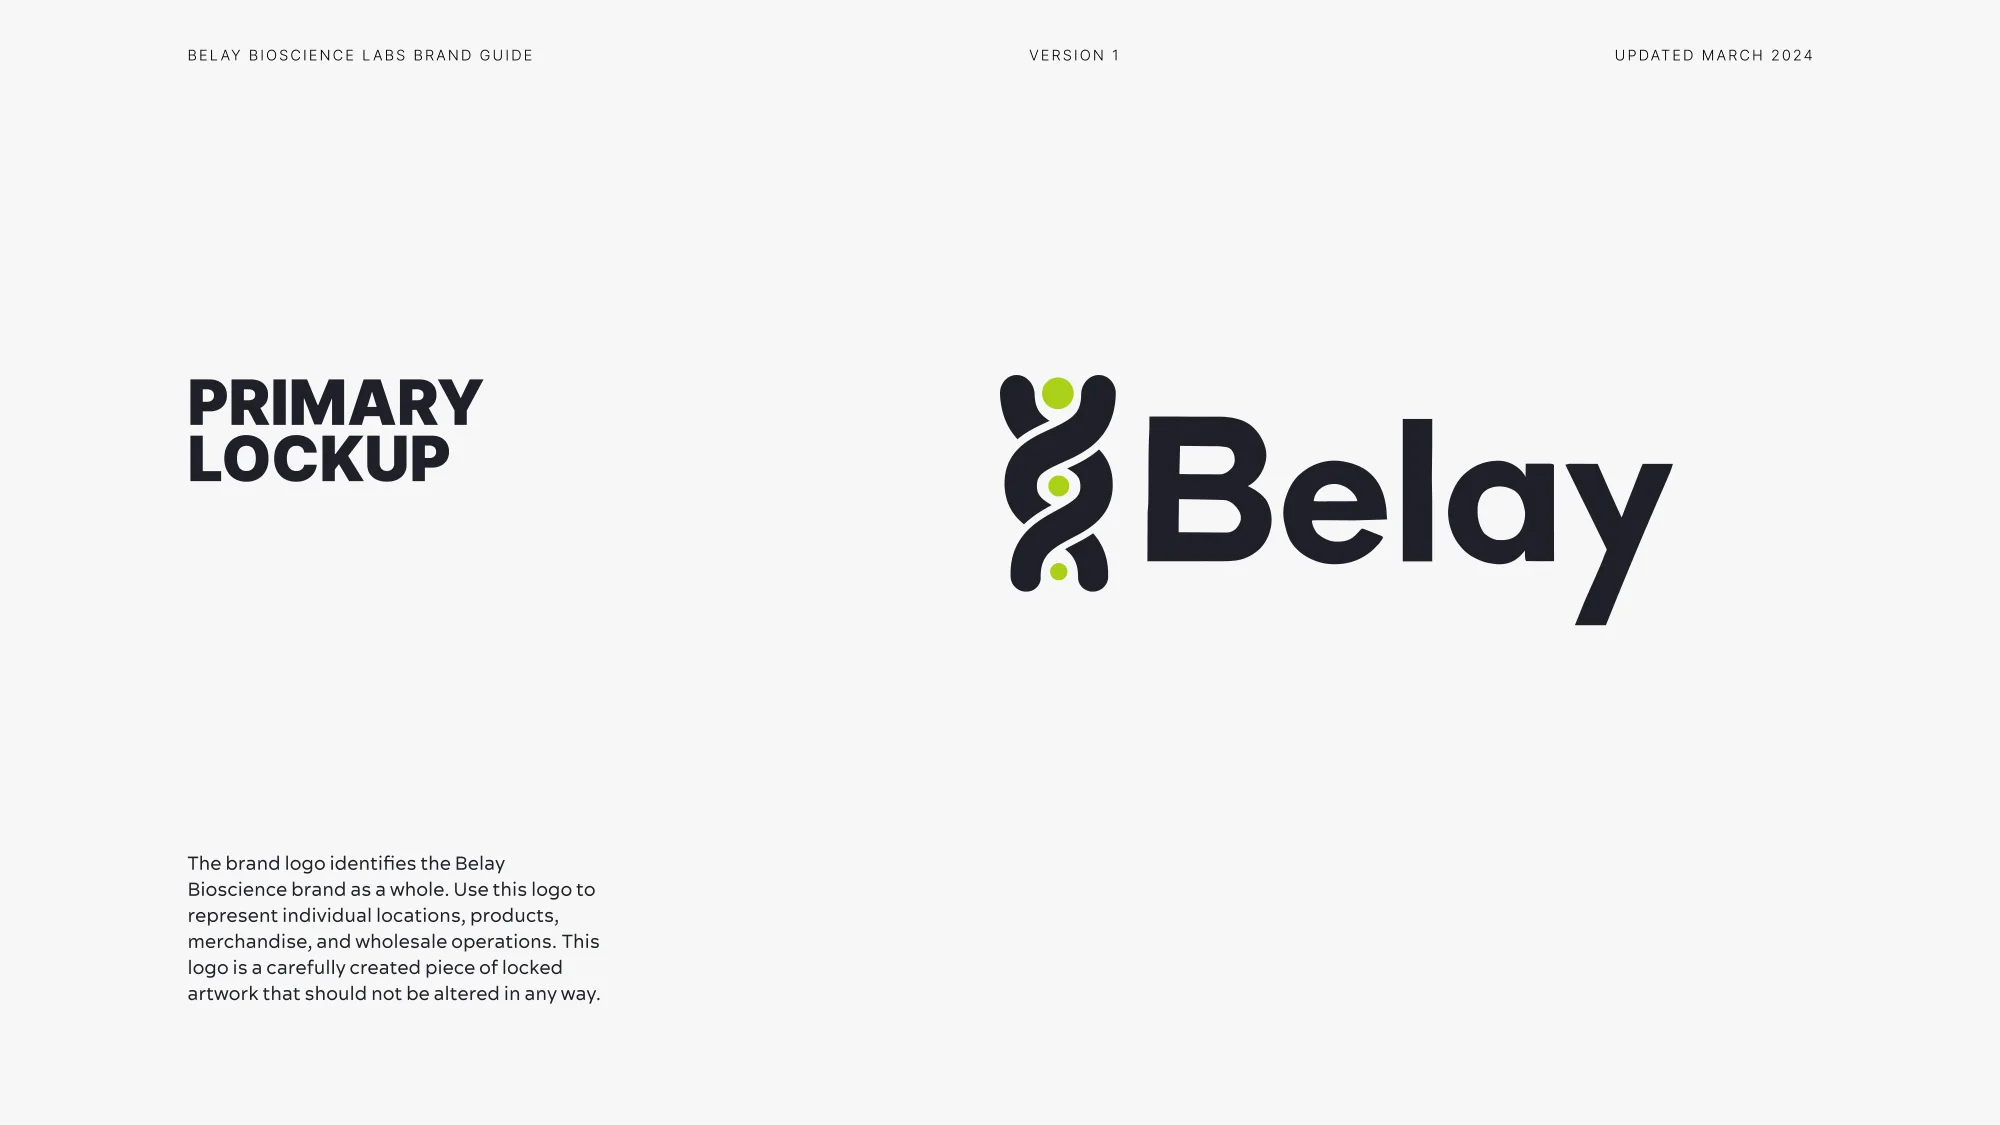 BELAY BIOSCIENCE LABS BRAND GUIDE
VERSION 1
UPDATED MARCH 2024
PRIMARY
LOCKUP
Belay
The brand logo identifies the Belay
Bioscience brand as a whole. Use this logo to
represent individual locations, products,
merchandise, and wholesale operations. This
logo is a carefully created piece of locked
artwork that should not be altered in any way.